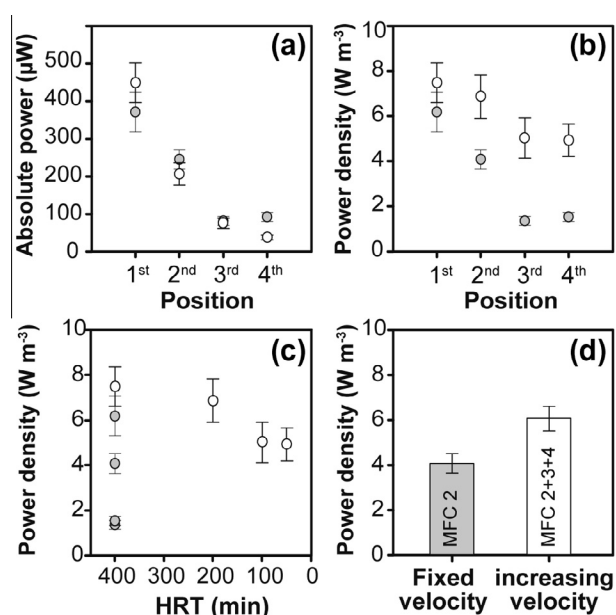 (a)
Absolute power (µW)
500
400
300
200
100
0
1st 2nd 3rd 4th
Position
(b)
Power density (W m-3)
10
8
6
4
2
0
1st 2nd 3rd 4th
Position
(c)
Power density (W m-3)
10
8
6
4
2
0
400 300 200 100 0
HRT (min)
(d)
Power density (W m-3)
10
8
6
4
2
0
MFC 2
MFC 2+3+4
Fixed velocity
increasing velocity